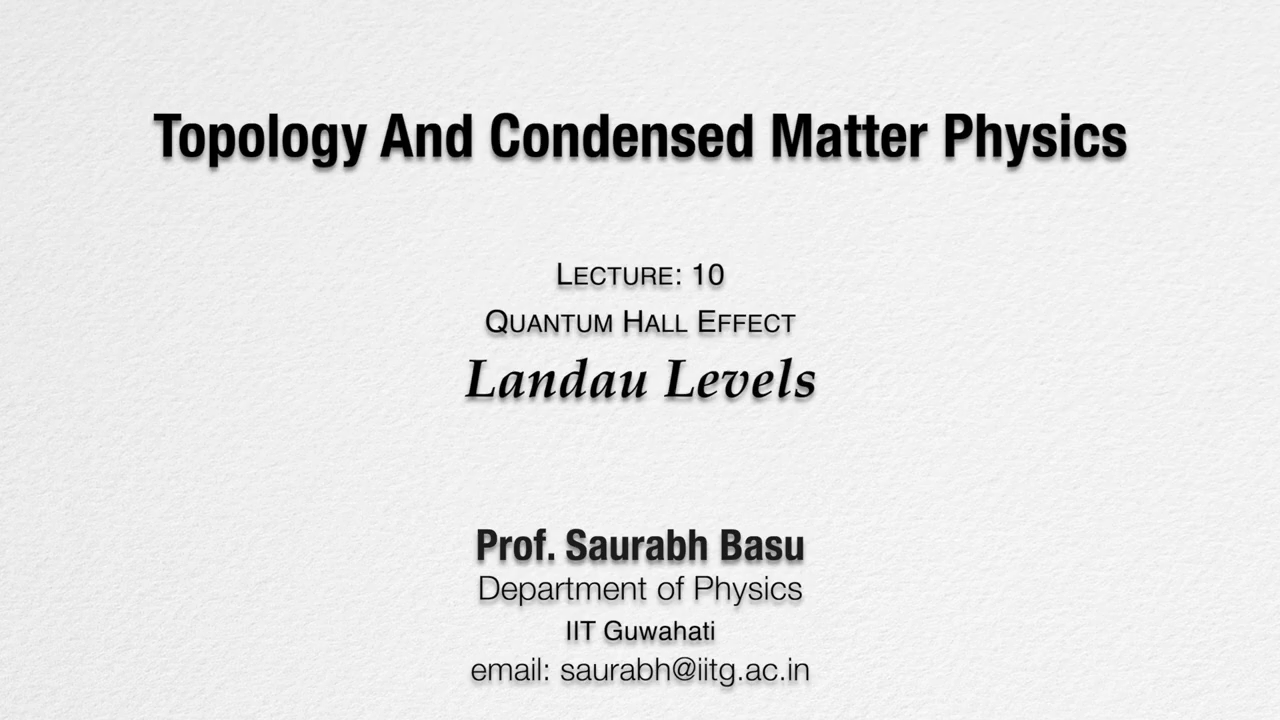 Topology And Condensed Matter Physics
LECTURE: 10
QUANTUM HALL EFFECT
Landau Levels
Prof. Saurabh Basu
Department of Physics
IIT Guwahati
email: saurabh@iitg.ac.in